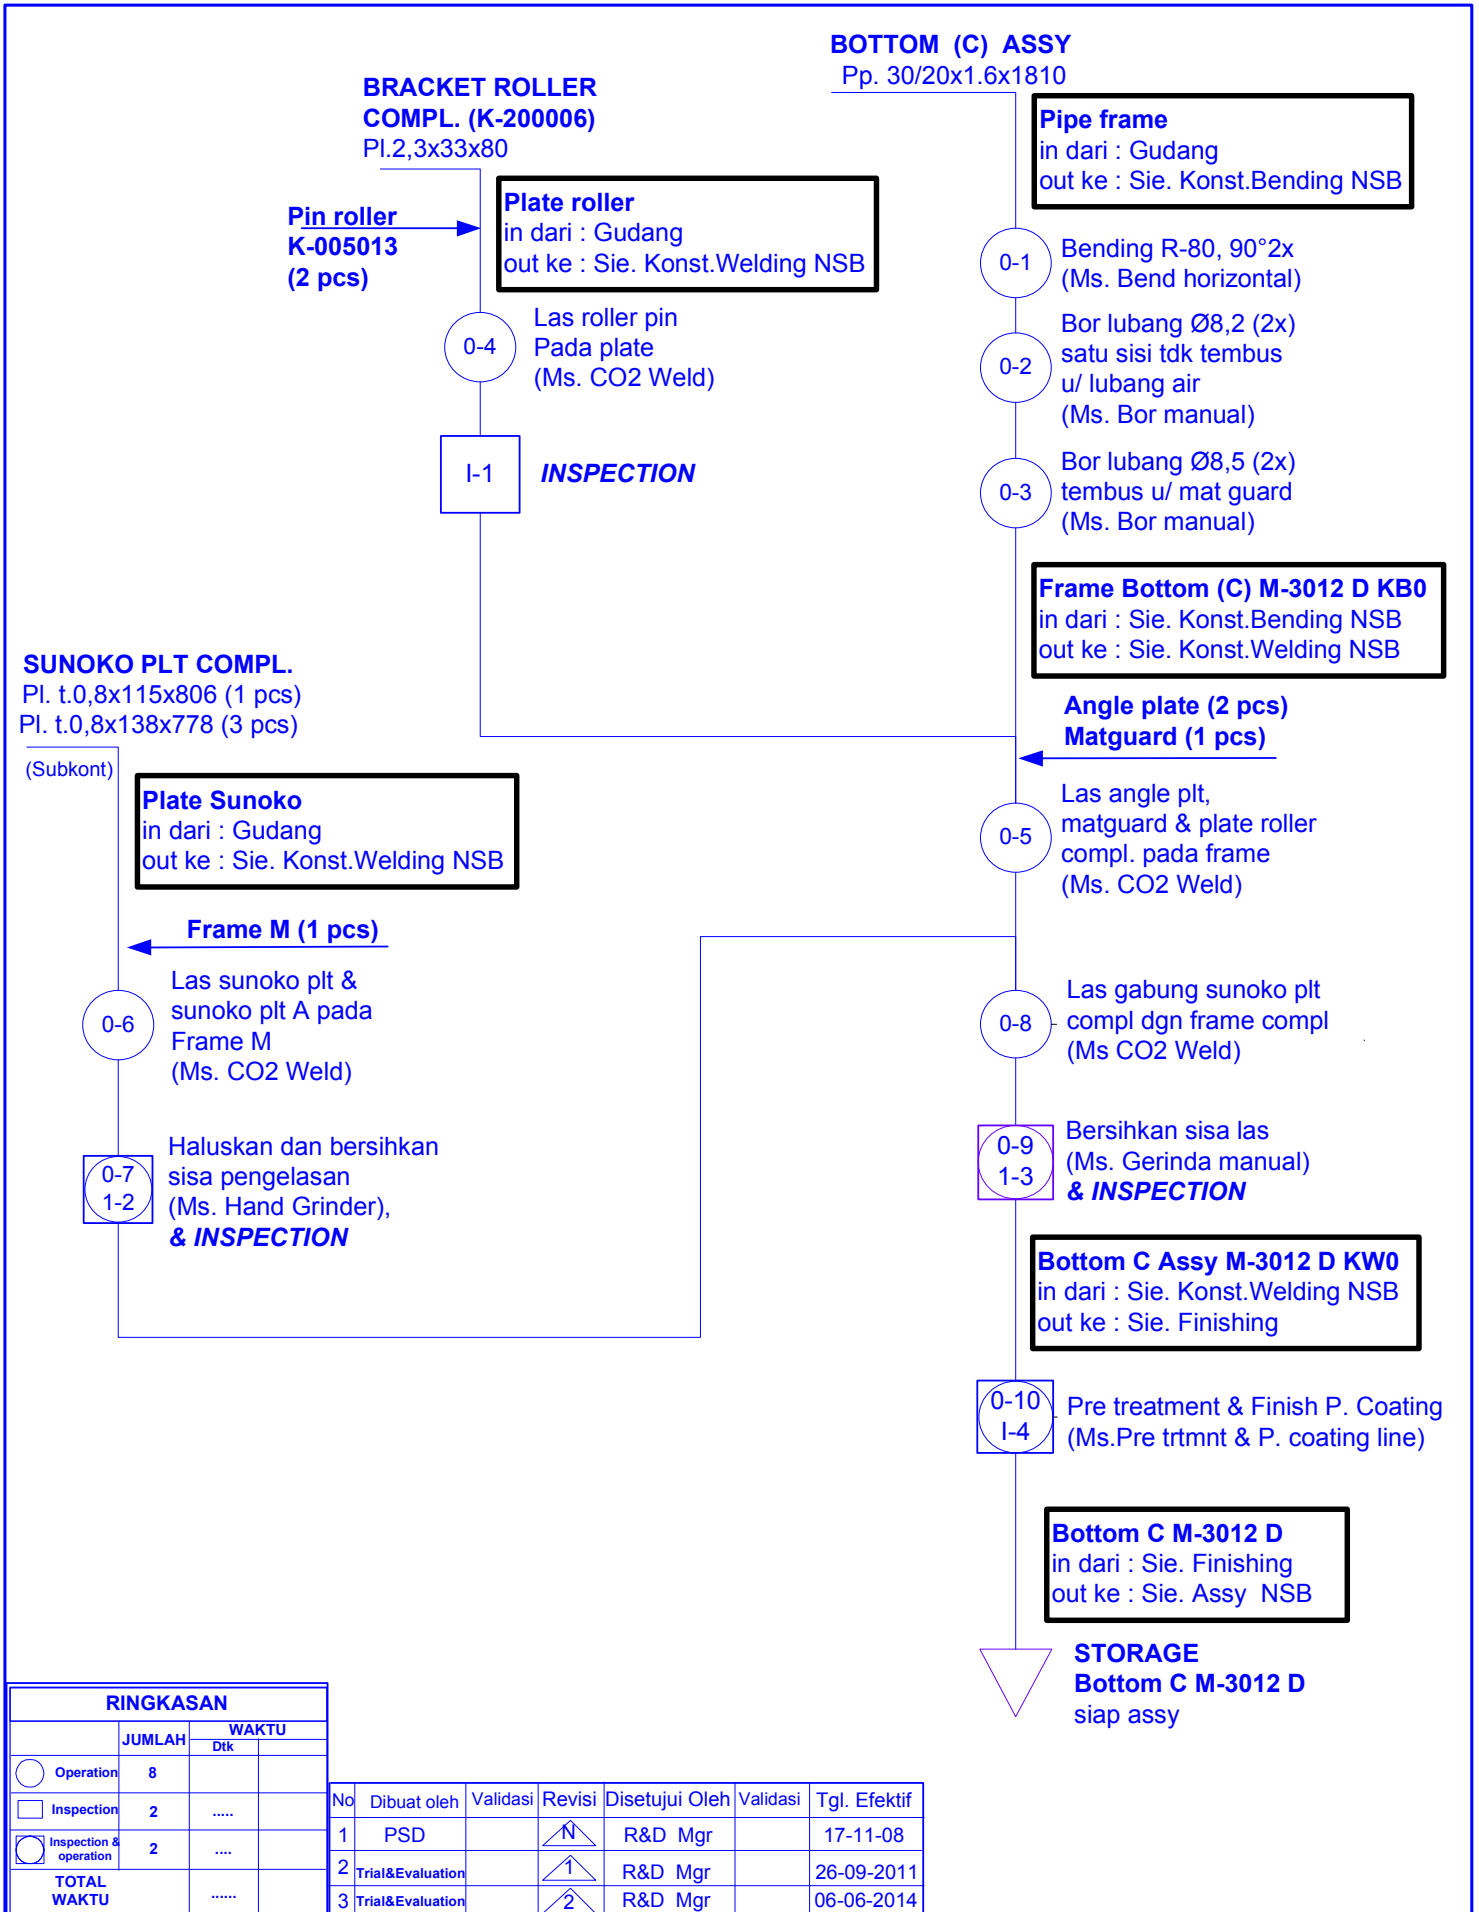 BOTTOM (C) ASSY
Pp. 30/20x1.6x1810
BRACKET ROLLER
COMPL. (K-200006)
Pl.2,3x33x80
Pipe frame
in dari : Gudang
out ke : Sie. Konst.Bending NSB
Pin roller
K-005013
(2 pcs)
Plate roller
in dari : Gudang
out ke : Sie. Konst.Welding NSB
0-1
Bending R-80, 90°2x
(Ms. Bend horizontal)
0-4
Las roller pin
Pada plate
(Ms. CO2 Weld)
0-2
Bor lubang Ø8,2 (2x)
satu sisi tdk tembus
u/ lubang air
(Ms. Bor manual)
I-1
INSPECTION
0-3
Bor lubang Ø8,5 (2x)
tembus u/ mat guard
(Ms. Bor manual)
Frame Bottom (C) M-3012 D KB0
in dari : Sie. Konst.Bending NSB
out ke : Sie. Konst.Welding NSB
SUNOKO PLT COMPL.
Pl. t.0,8x115x806 (1 pcs)
Pl. t.0,8x138x778 (3 pcs)
(Subkont)
Angle plate (2 pcs)
Matguard (1 pcs)
Plate Sunoko
in dari : Gudang
out ke : Sie. Konst.Welding NSB
0-5
Las angle plt,
matguard & plate roller
compl. pada frame
(Ms. CO2 Weld)
Frame M (1 pcs)
0-6
Las sunoko plt &
sunoko plt A pada
Frame M
(Ms. CO2 Weld)
0-8
Las gabung sunoko plt
compl dgn frame compl
(Ms CO2 Weld)
0-7
1-2
Haluskan dan bersihkan
sisa pengelasan
(Ms. Hand Grinder),
& INSPECTION
0-9
1-3
Bersihkan sisa las
(Ms. Gerinda manual)
& INSPECTION
Bottom C Assy M-3012 D KW0
in dari : Sie. Konst.Welding NSB
out ke : Sie. Finishing
0-10
I-4
Pre treatment & Finish P. Coating
(Ms.Pre trtmnt & P. coating line)
Bottom C M-3012 D
in dari : Sie. Finishing
out ke : Sie. Assy NSB
STORAGE
Bottom C M-3012 D
siap assy
RINGKASAN
JUMLAH WAKTU
Dtk
Operation 8
Inspection 2 .....
Inspection & operation 2 ....
TOTAL WAKTU ......
No Dibuat oleh Validasi Revisi Disetujui Oleh Validasi Tgl. Efektif
1 PSD N R&D Mgr 17-11-08
2 Trial&Evaluation 1 R&D Mgr 26-09-2011
3 Trial&Evaluation 2 R&D Mgr 06-06-2014